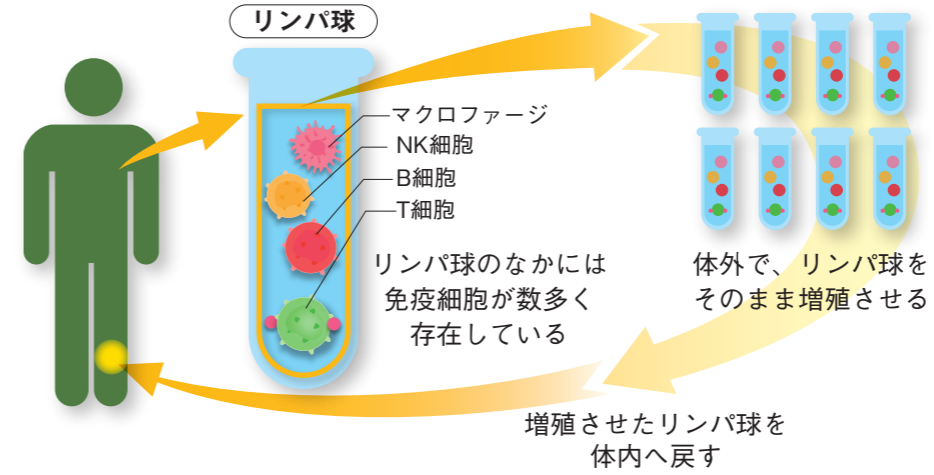 リンパ球
マクロファージ
NK細胞
B細胞
T細胞
リンパ球のなかには
免疫細胞が数多く
存在している
体外で、リンパ球を
そのまま増殖させる
増殖させたリンパ球を
体内へ戻す